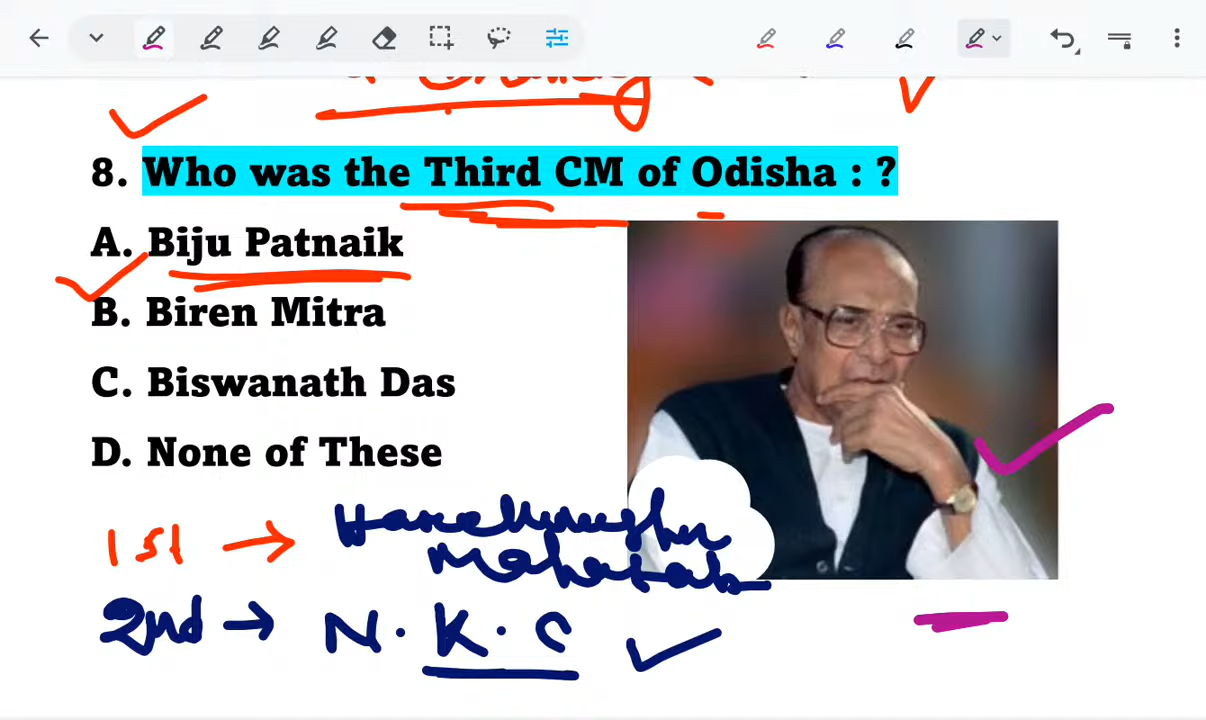 8. Who was the Third CM of Odisha : ?
A. Biju Patnaik
B. Biren Mitra
C. Biswanath Das
D. None of These
1st →
Mahatab
2nd → N. K. C